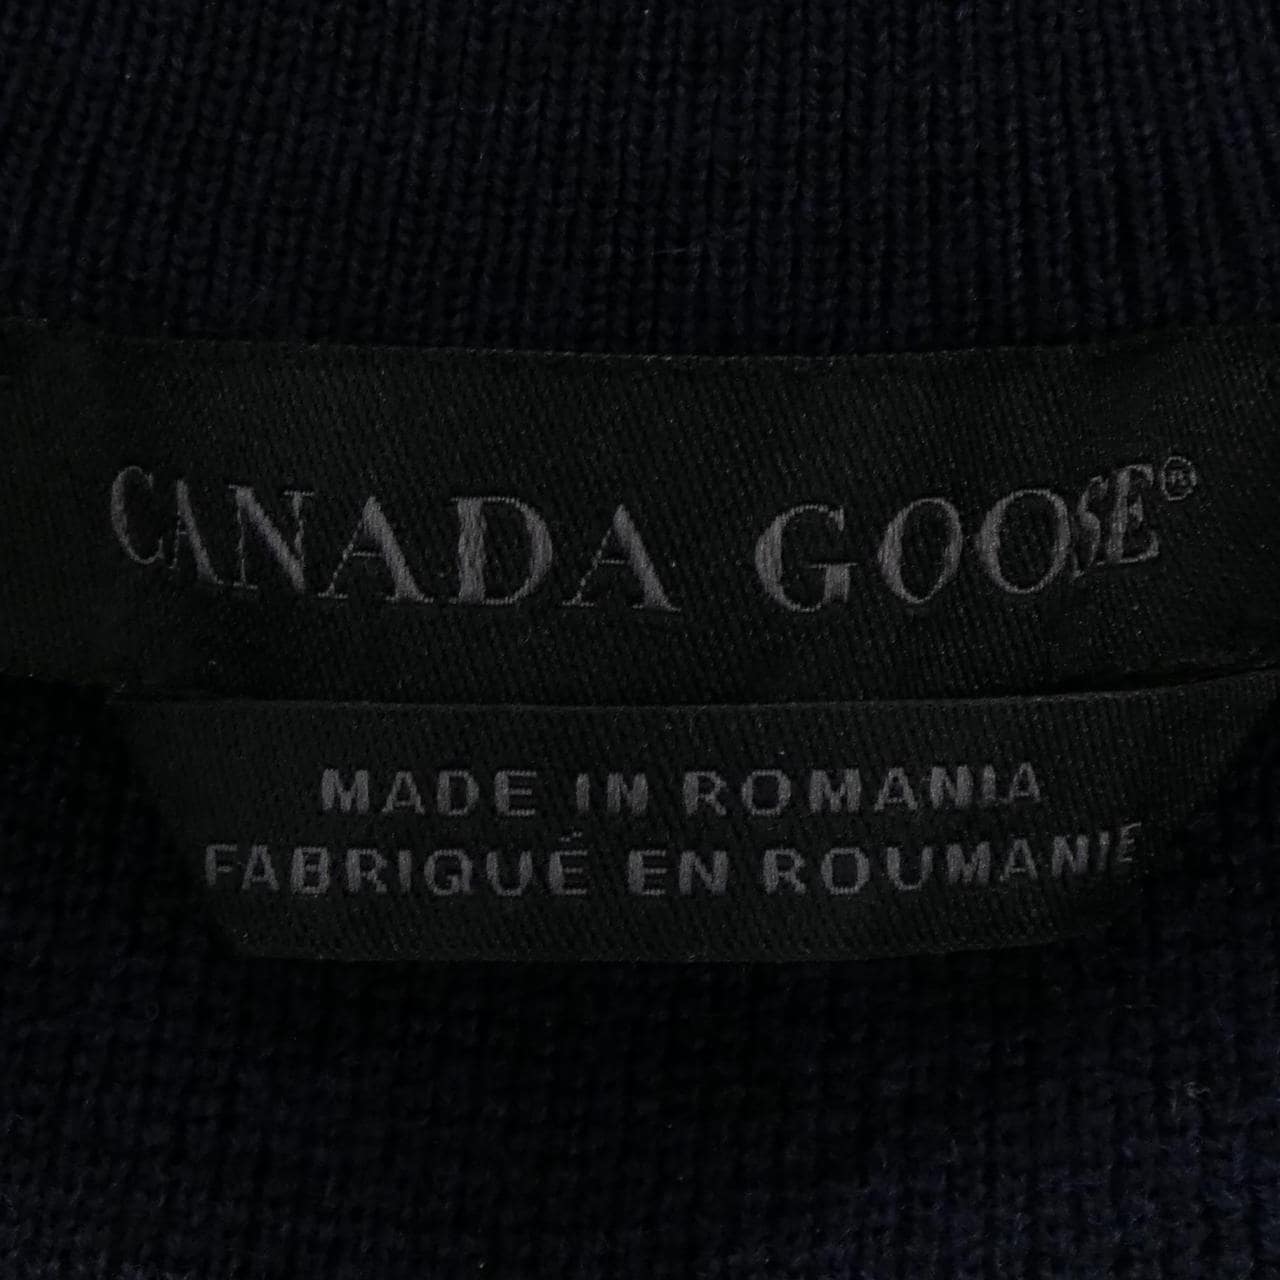 CANADA GOOSE®
MADE IN ROMANIA
FABRIQUÉ EN ROUMANIE